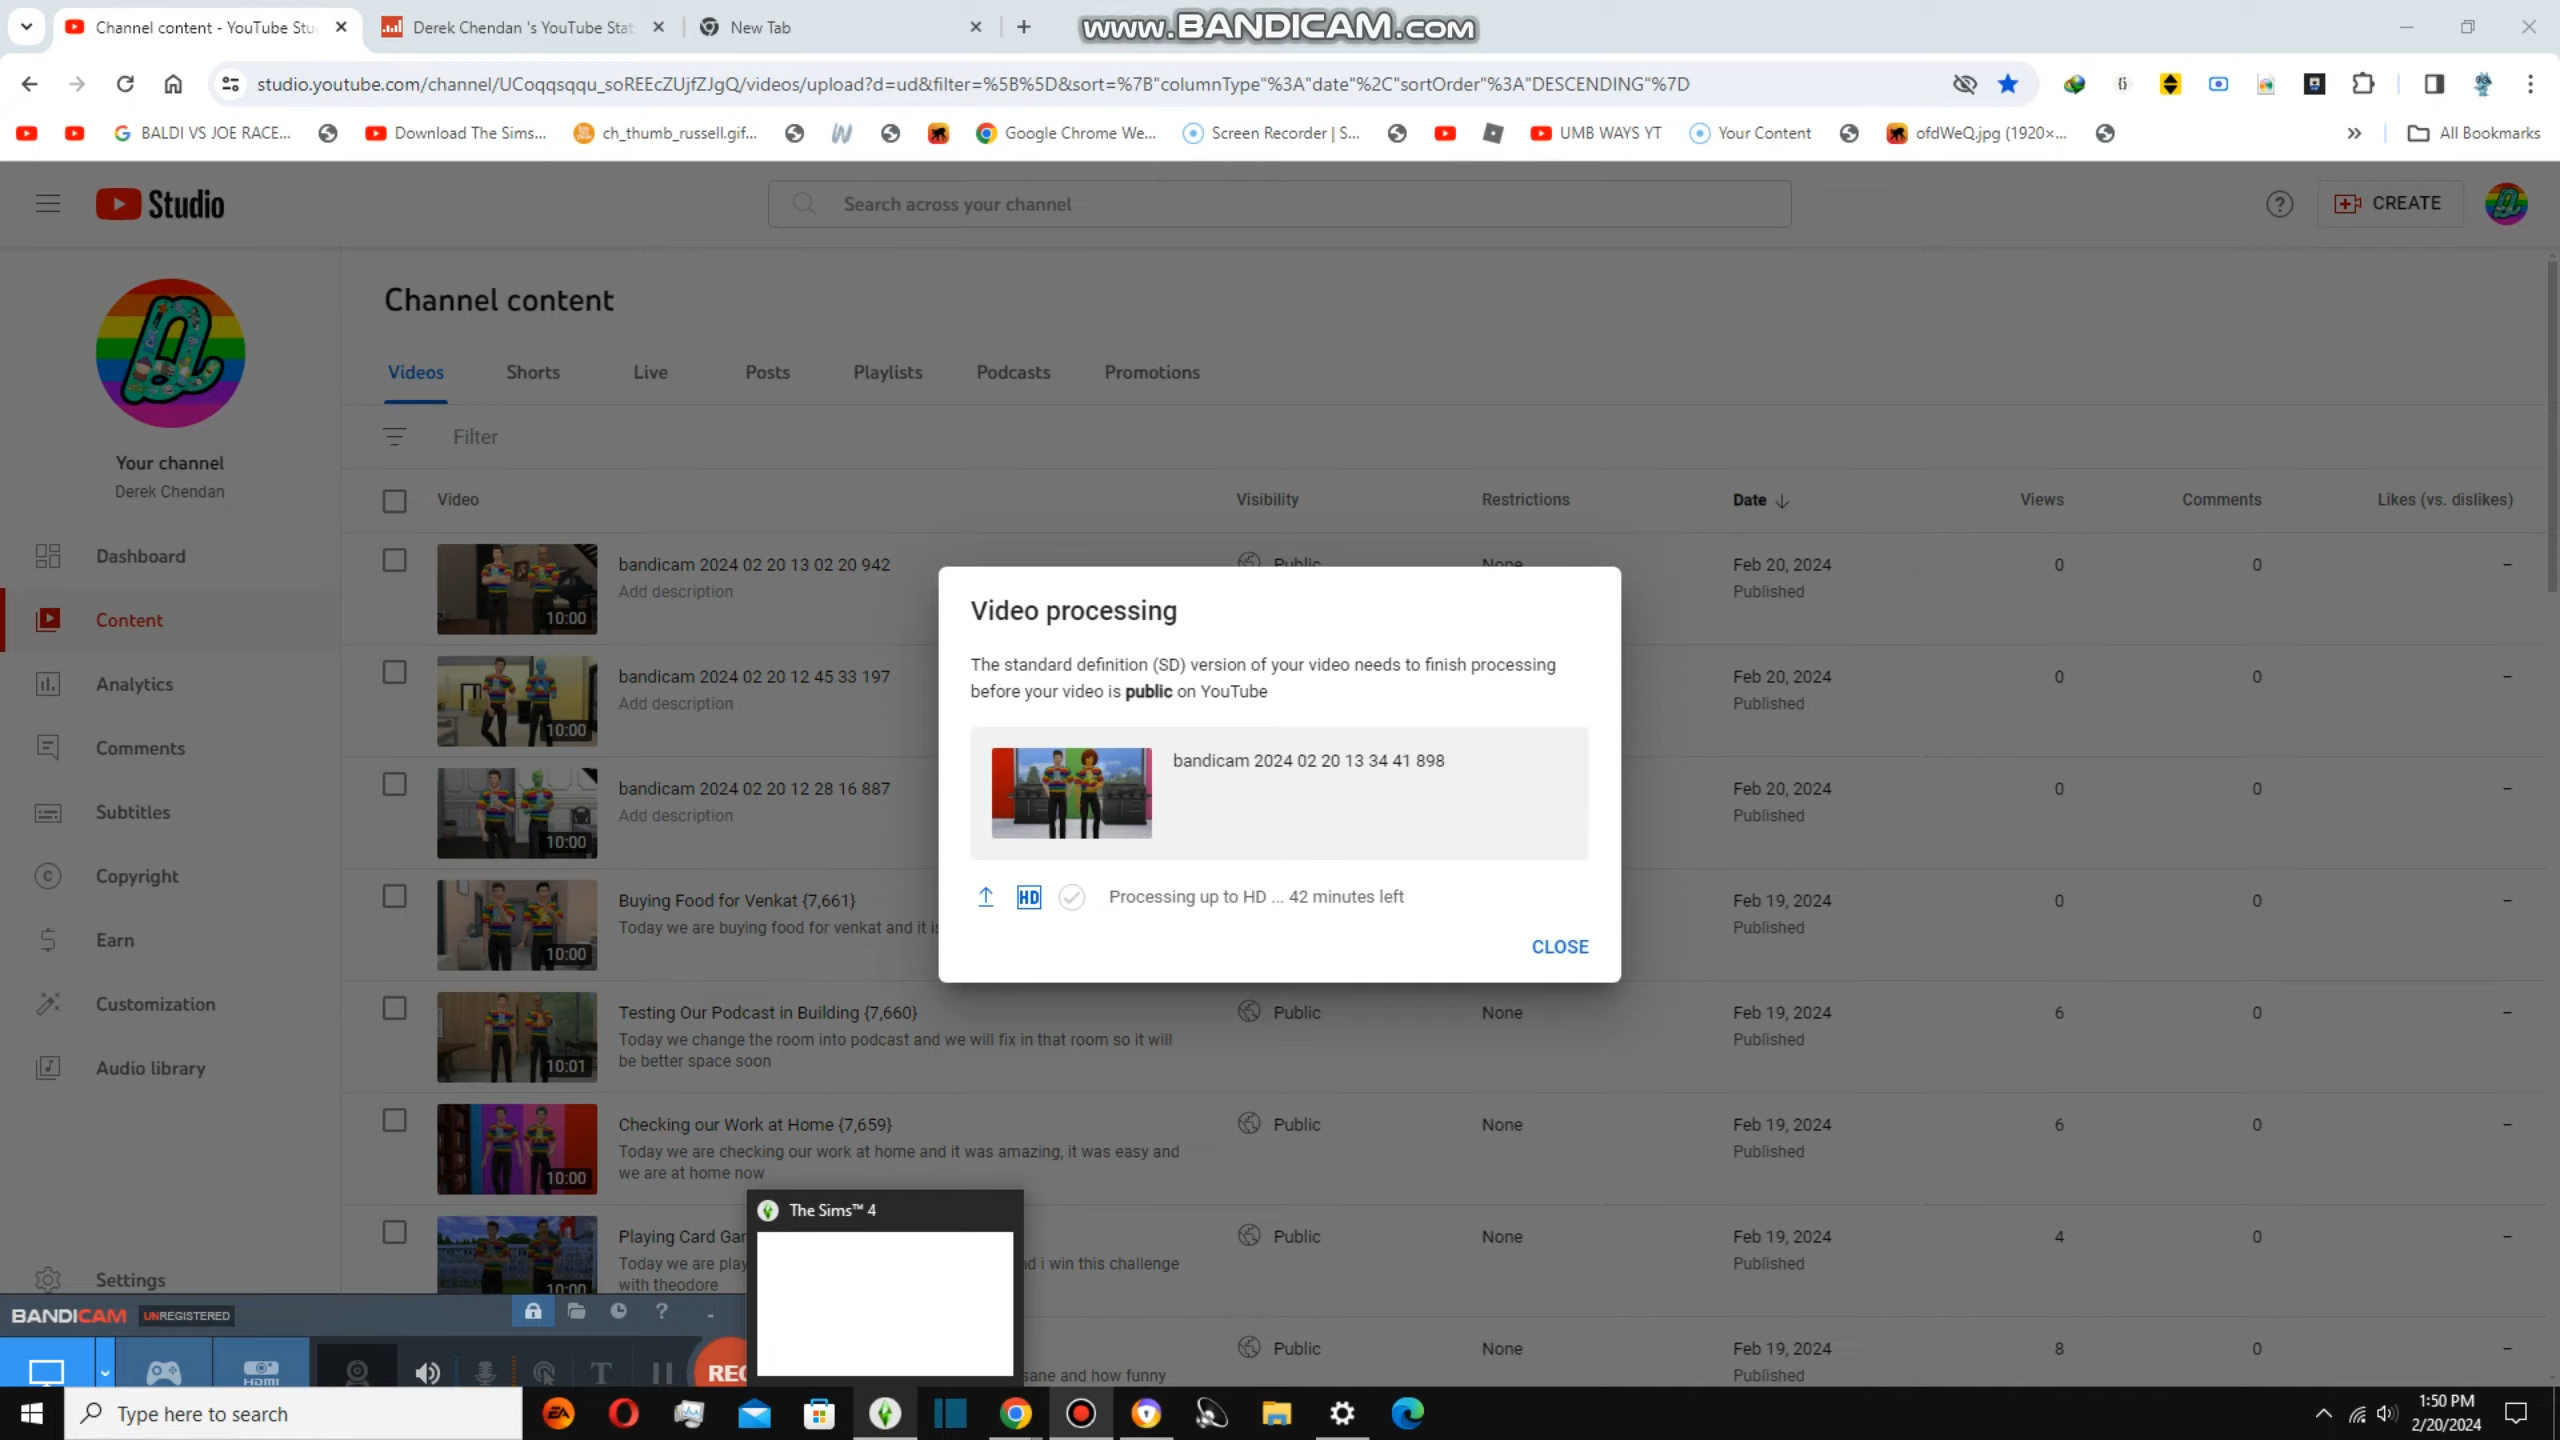 Channel content - YouTube Stu
Derek Chendan 's YouTube Stat
New Tab
www.BANDICAM.com
studio.youtube.com/channel/UCoqqsqqu_soREEcZUjfZJgQ/videos/upload?d=ud&filter=%5B%5D&sort=%7B"columnType"%3A"date"%2C"sortOrder"%3A"DESCENDING"%7D
BALDI VS JOE RACE...
Download The Sims...
ch_thumb_russell.gif...
Google Chrome We...
Screen Recorder | S...
UMB WAYS YT
Your Content
ofdWeQ.jpg (1920×...
All Bookmarks
Studio
Search across your channel
CREATE
Channel content
Videos Shorts Live Posts Playlists Podcasts Promotions
Your channel
Derek Chendan
Dashboard
Content
Analytics
Comments
Subtitles
Copyright
Earn
Customization
Audio library
Settings
Filter
Video Visibility Restrictions Date Views Comments Likes (vs. dislikes)
10:00
bandicam 2024 02 20 13 02 20 942 Public None Feb 20, 2024 0 0 –
Add description Published
10:00
bandicam 2024 02 20 12 45 33 197 Feb 20, 2024 0 0 –
Add description Published
10:00
bandicam 2024 02 20 12 28 16 887 Feb 20, 2024 0 0 –
Add description Published
10:00
Buying Food for Venkat {7,661} Feb 19, 2024 0 0 –
Today we are buying food for venkat and it is Published
10:00
Testing Our Podcast in Building {7,660} Public None Feb 19, 2024 6 0 –
Today we change the room into podcast and we will fix in that room so it will Published
be better space soon
10:01
Checking our Work at Home {7,659} Public None Feb 19, 2024 6 0 –
Today we are checking our work at home and it was amazing, it was easy and Published
we are at home now
10:00
Playing Card Gar Public None Feb 19, 2024 4 0 –
Today we are play nd i win this challenge Published
with theodore
10:00
Public None Feb 19, 2024 8 0 –
sane and how funny Published
Video processing
The standard definition (SD) version of your video needs to finish processing
before your video is public on YouTube
bandicam 2024 02 20 13 34 41 898
HD Processing up to HD ... 42 minutes left
CLOSE
The Sims™ 4
BANDICAM UNREGISTERED
HDMI
REC
Type here to search
EA
1:50 PM
2/20/2024